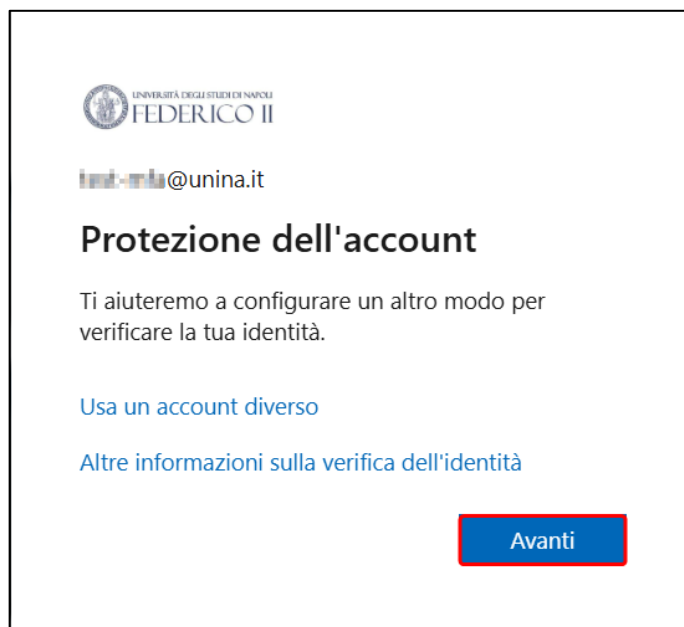 UNIVERSITÀ DEGLI STUDI DI NAPOLI
FEDERICO II
@unina.it
Protezione dell'account
Ti aiuteremo a configurare un altro modo per
verificare la tua identità.
Usa un account diverso
Altre informazioni sulla verifica dell'identità
Avanti